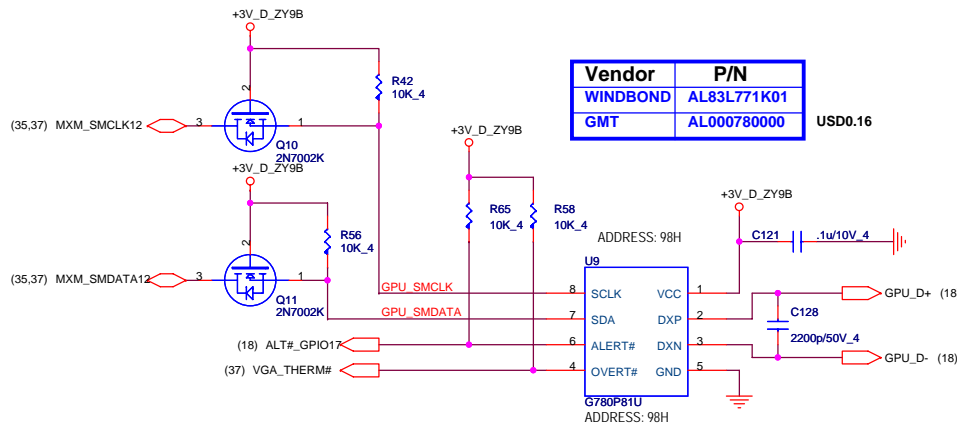 +3V_D_ZY9B
2
R42
10K_4
(35,37) MXM_SMCLK12
3
1
Q10
2N7002K
Vendor P/N
WINDBOND AL83L771K01
GMT AL000780000
USD0.16
+3V_D_ZY9B
+3V_D_ZY9B
2
R56
10K_4
(35,37) MXM_SMDATA12
3
1
Q11
2N7002K
R65
10K_4
R58
10K_4
+3V_D_ZY9B
C121
.1u/10V_4
ADDRESS: 98H
U9
GPU_SMCLK
8 SCLK VCC 1
GPU_SMDATA
7 SDA DXP 2
6 ALERT# DXN 3
4 OVERT# GND 5
G780P81U
ADDRESS: 98H
(18) ALT#_GPIO17
(37) VGA_THERM#
GPU_D+ (18
C128
2200p/50V_4
GPU_D- (18)